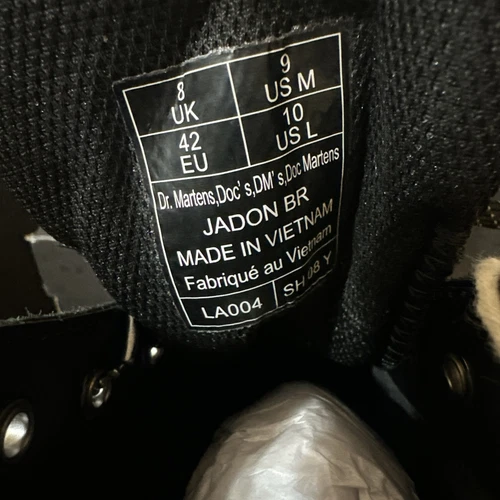 8 UK
9 US M
42 EU
10 US L
Dr. Martens,Doc' s,DM' s,Doc Martens
JADON BR
MADE IN VIETNAM
Fabriqué au Vietnam
LA004
SH 08 Y